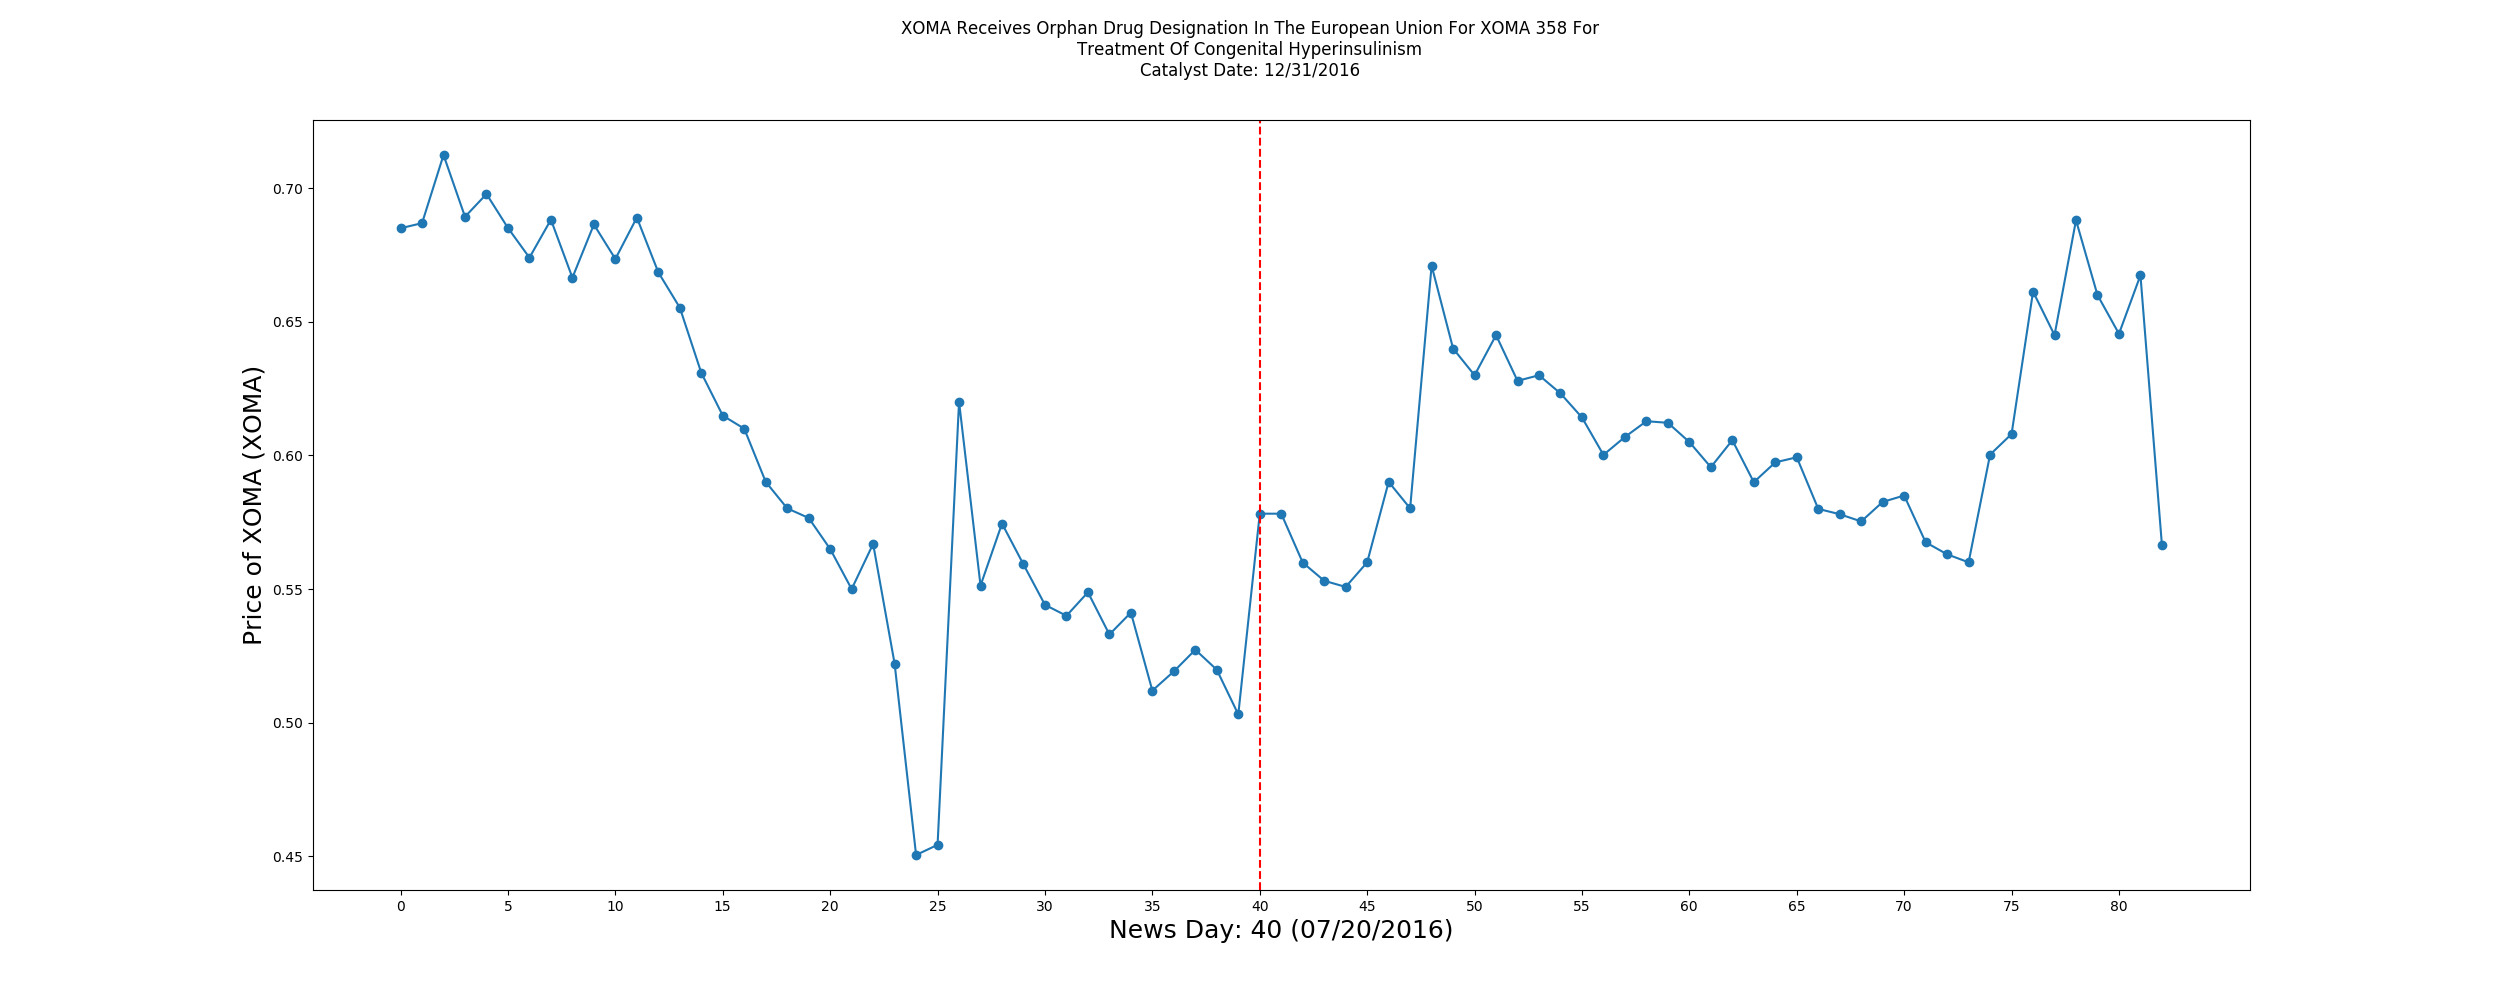 XOMA Receives Orphan Drug Designation In The European Union For XOMA 358 For
Treatment Of Congenital Hyperinsulinism
Catalyst Date: 12/31/2016
Price of XOMA (XOMA)
0.70
0.65
0.60
0.55
0.50
0.45
0 5 10 15 20 25 30 35 40 45 50 55 60 65 70 75 80
News Day: 40 (07/20/2016)